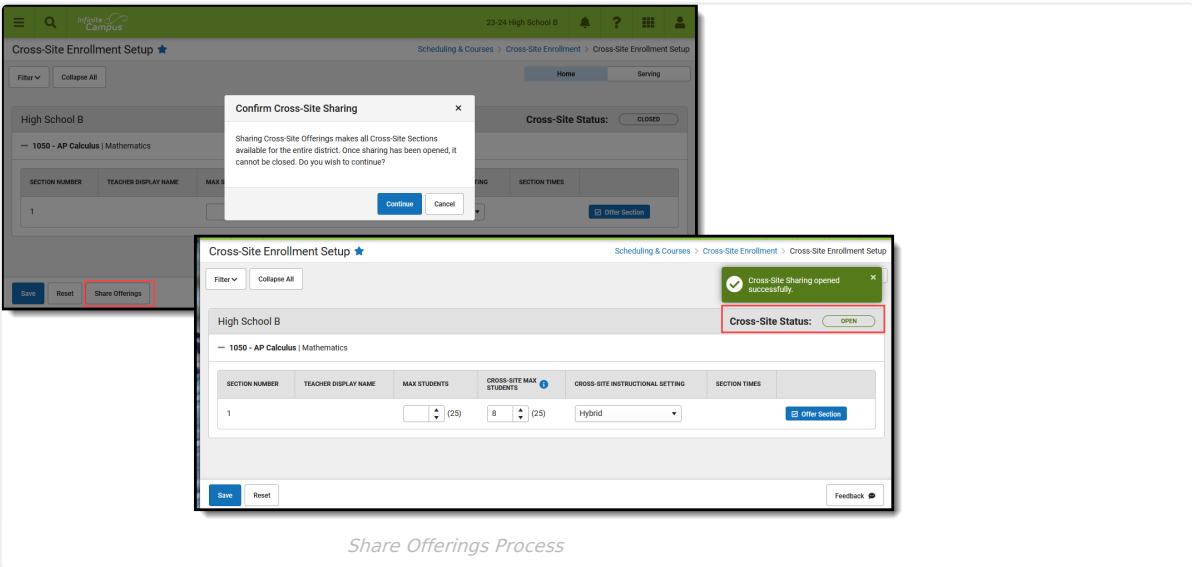 Infinite Campus
23-24 High School B
?
Cross-Site Enrollment Setup
Scheduling & Courses > Cross-Site Enrollment > Cross-Site Enrollment Setup
Filter
Collapse All
Home
Serving
High School B
Cross-Site Status: CLOSED
1050 - AP Calculus | Mathematics
SECTION NUMBER
TEACHER DISPLAY NAME
MAX S
TING
SECTION TIMES
1
Offer Section
Confirm Cross-Site Sharing
Sharing Cross-Site Offerings makes all Cross-Site Sections
available for the entire district. Once sharing has been opened, it
cannot be closed. Do you wish to continue?
Continue
Cancel
Save
Reset
Share Offerings
Cross-Site Enrollment Setup
Scheduling & Courses > Cross-Site Enrollment > Cross-Site Enrollment Setup
Filter
Collapse All
Cross-Site Sharing opened
successfully.
High School B
Cross-Site Status: OPEN
1050 - AP Calculus | Mathematics
SECTION NUMBER
TEACHER DISPLAY NAME
MAX STUDENTS
CROSS-SITE MAX
STUDENTS
CROSS-SITE INSTRUCTIONAL SETTING
SECTION TIMES
1
(25)
8
(25)
Hybrid
Offer Section
Save
Reset
Feedback
Share Offerings Process